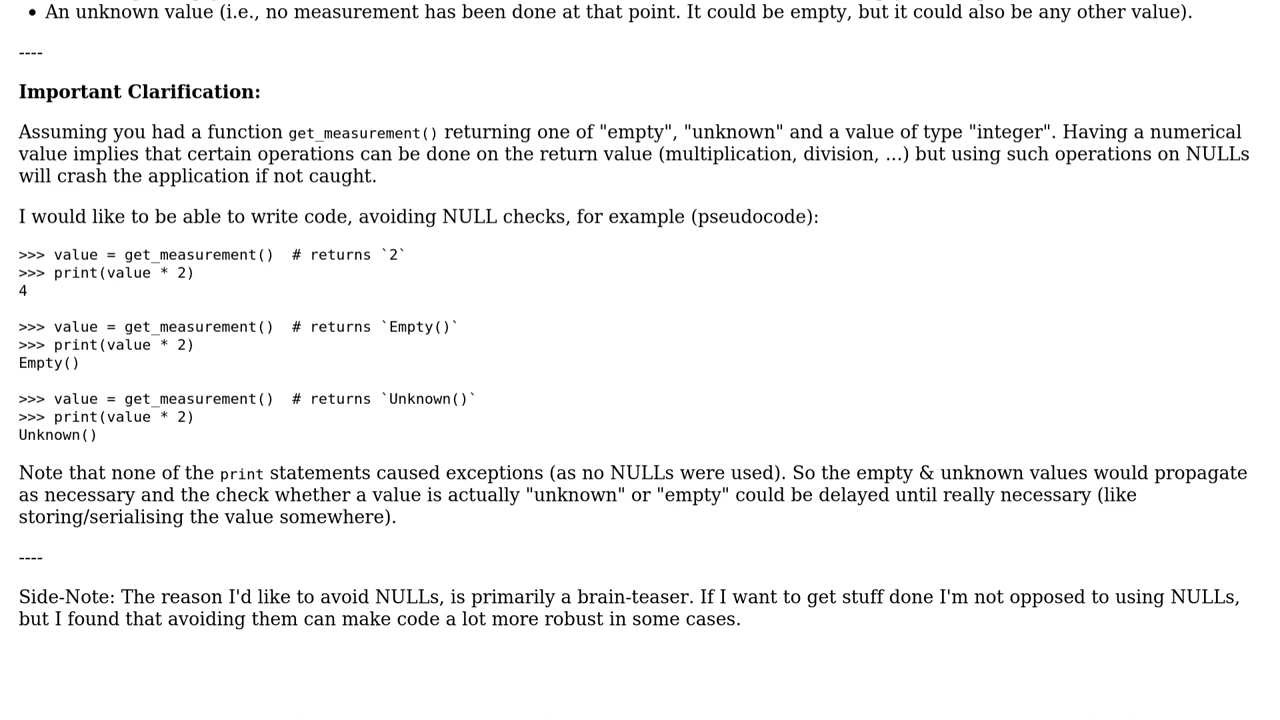 • An unknown value (i.e., no measurement has been done at that point. It could be empty, but it could also be any other value).
----
Important Clarification:
Assuming you had a function get_measurement() returning one of "empty", "unknown" and a value of type "integer". Having a numerical
value implies that certain operations can be done on the return value (multiplication, division, ...) but using such operations on NULLs
will crash the application if not caught.
I would like to be able to write code, avoiding NULL checks, for example (pseudocode):
>>> value = get_measurement()  # returns `2`
>>> print(value * 2)
4
>>> value = get_measurement()  # returns `Empty()`
>>> print(value * 2)
Empty()
>>> value = get_measurement()  # returns `Unknown()`
>>> print(value * 2)
Unknown()
Note that none of the print statements caused exceptions (as no NULLs were used). So the empty & unknown values would propagate
as necessary and the check whether a value is actually "unknown" or "empty" could be delayed until really necessary (like
storing/serialising the value somewhere).
----
Side-Note: The reason I'd like to avoid NULLs, is primarily a brain-teaser. If I want to get stuff done I'm not opposed to using NULLs,
but I found that avoiding them can make code a lot more robust in some cases.